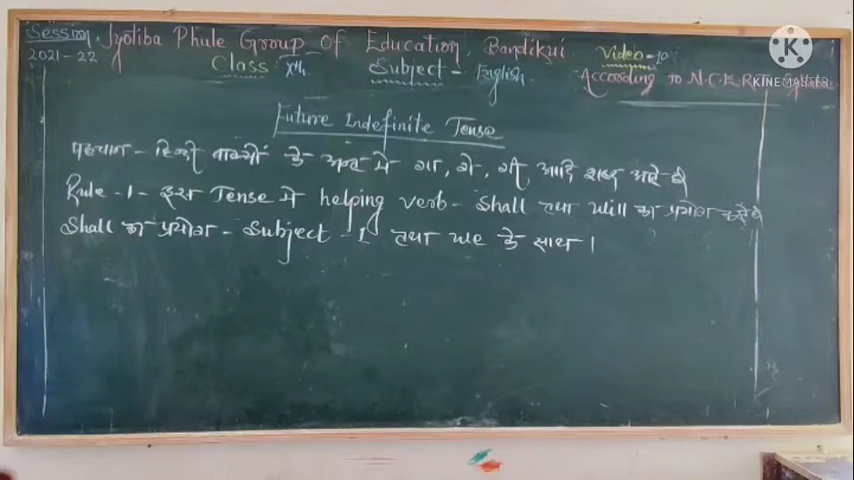 Session, Jyotiba Phule Group Of Education, Bandikui. Video-10
2021-22 Class Xth. Subject - English. According to N.C.E.R.T.
KINEMASTER
Future Indefinite Tense
पहचान - हिन्दी वाक्यों के अन्त में गा, गे, गी, आदि शब्द आते हैं
Rule -1- इस Tense में helping verb - Shall तथा will का प्रयोग करते है
Shall का प्रयोग - Subject - I तथा we के साथ ।